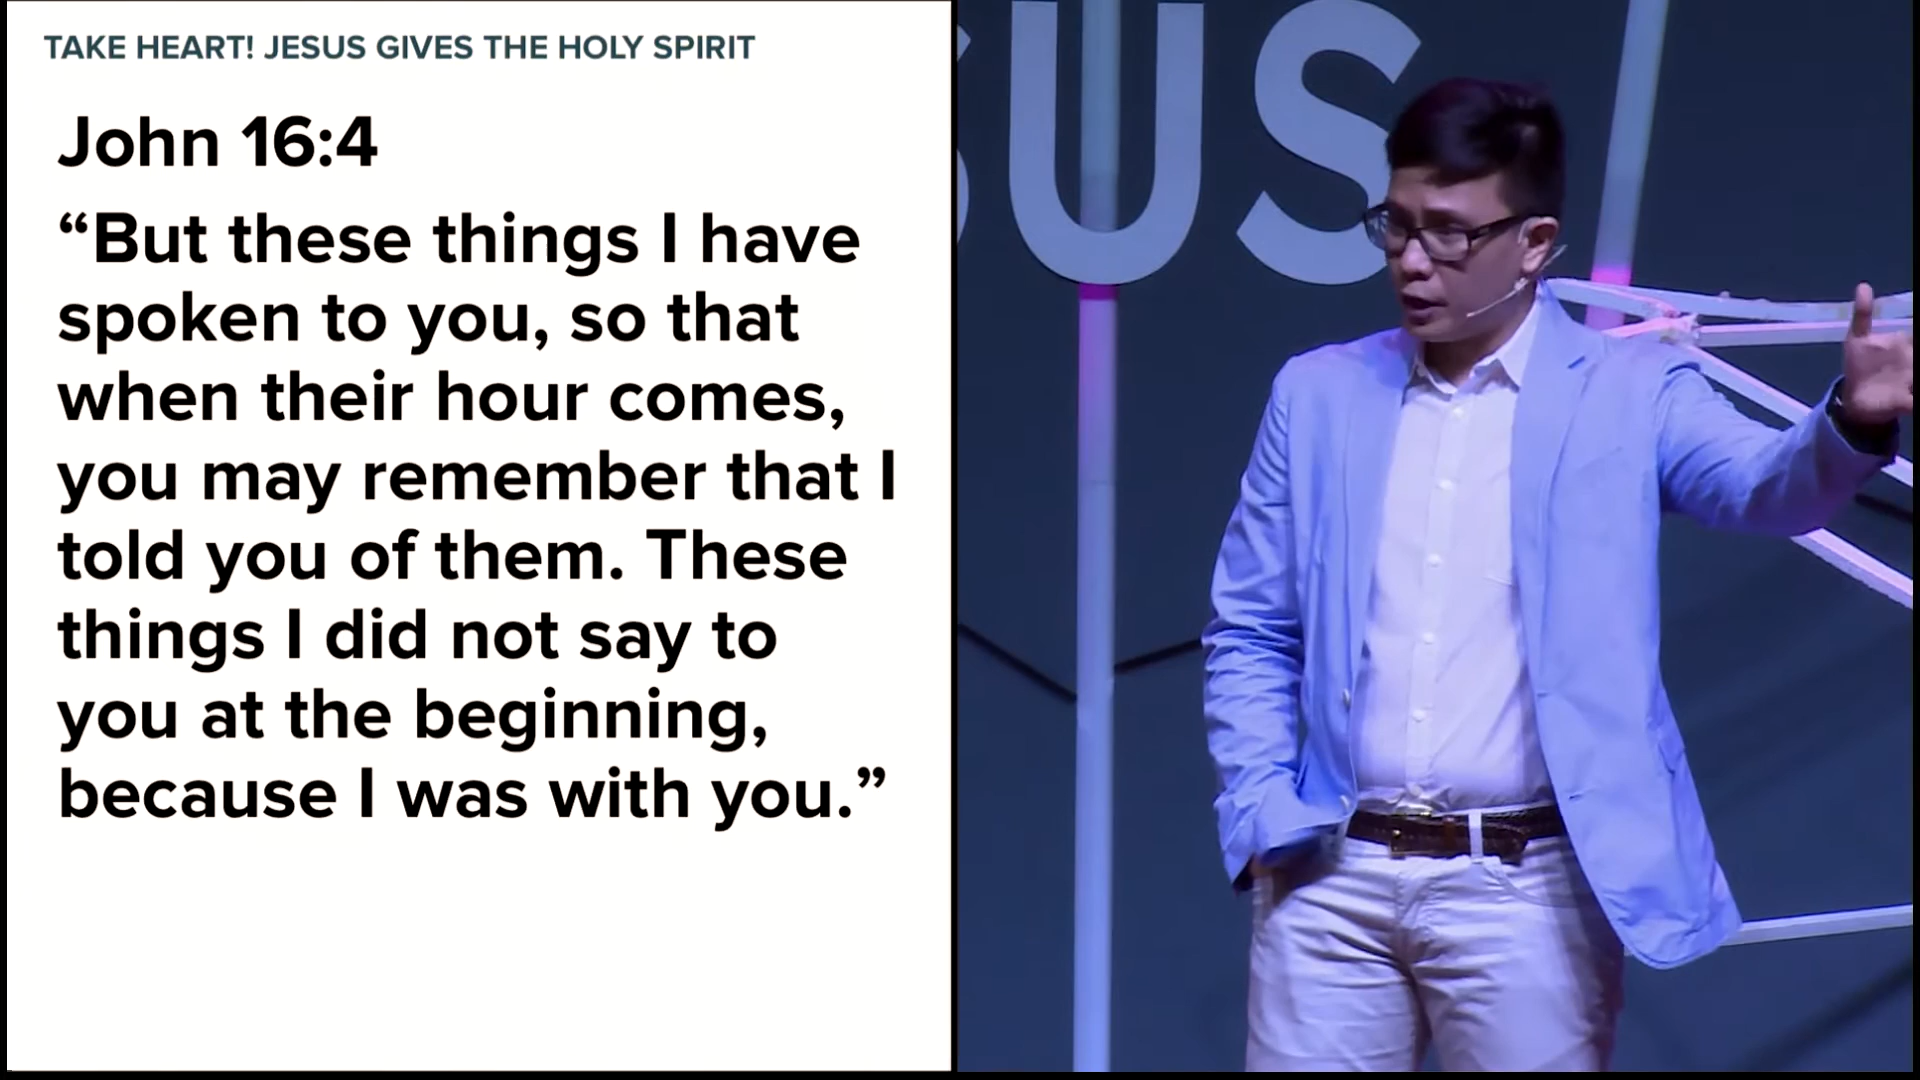 TAKE HEART! JESUS GIVES THE HOLY SPIRIT
John 16:4
“But these things I have
spoken to you, so that
when their hour comes,
you may remember that I
told you of them. These
things I did not say to
you at the beginning,
because I was with you.”
SUS